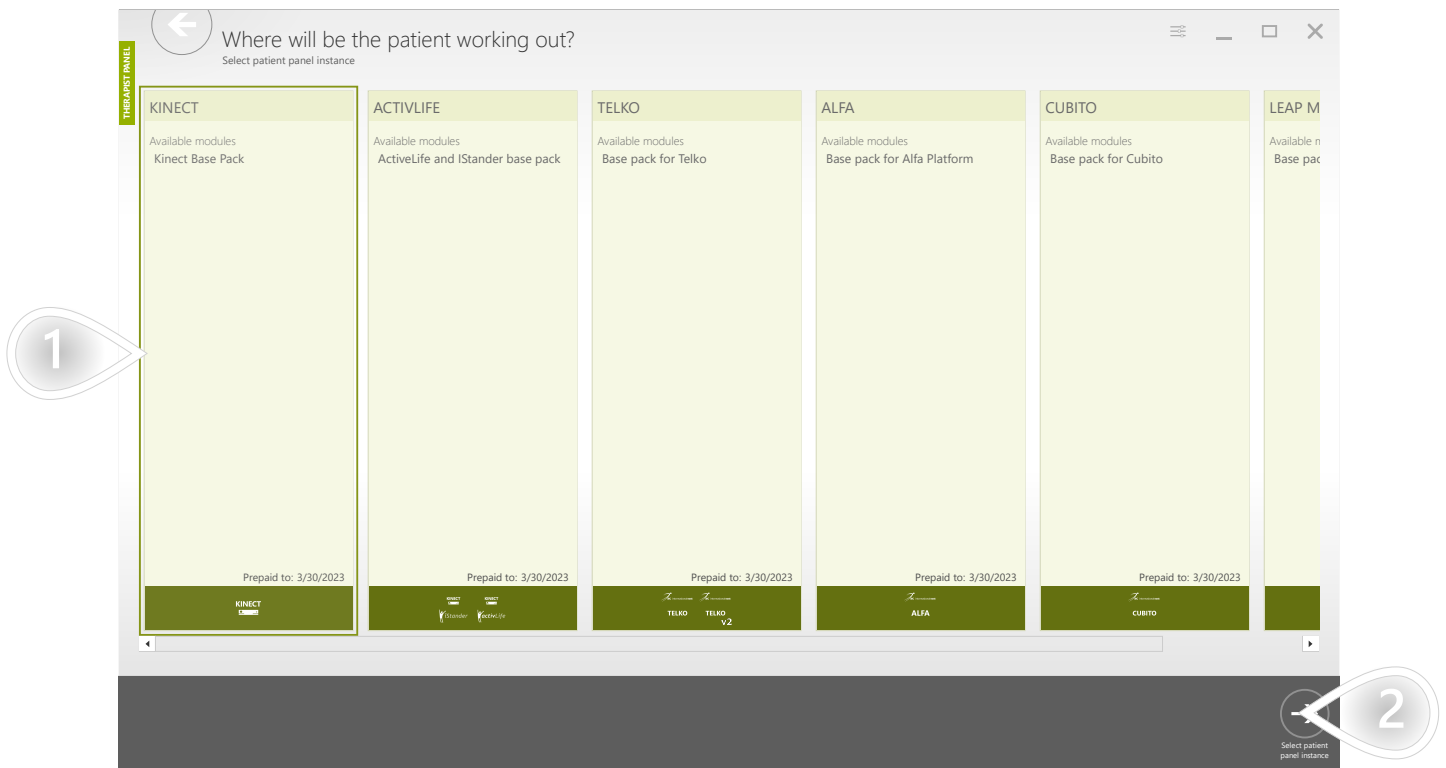 Where will be the patient working out?
Select patient panel instance
THERAPIST PANEL
KINECT
Available modules
Kinect Base Pack
Prepaid to: 3/30/2023
KINECT
ACTIVLIFE
Available modules
ActiveLife and IStander base pack
Prepaid to: 3/30/2023
KINECT KINECT
iStander activLife
TELKO
Available modules
Base pack for Telko
Prepaid to: 3/30/2023
TELKO TELKO
v2
ALFA
Available modules
Base pack for Alfa Platform
Prepaid to: 3/30/2023
ALFA
CUBITO
Available modules
Base pack for Cubito
Prepaid to: 3/30/2023
CUBITO
LEAP M
Available
Base pac
1
2
Select patient
panel instance